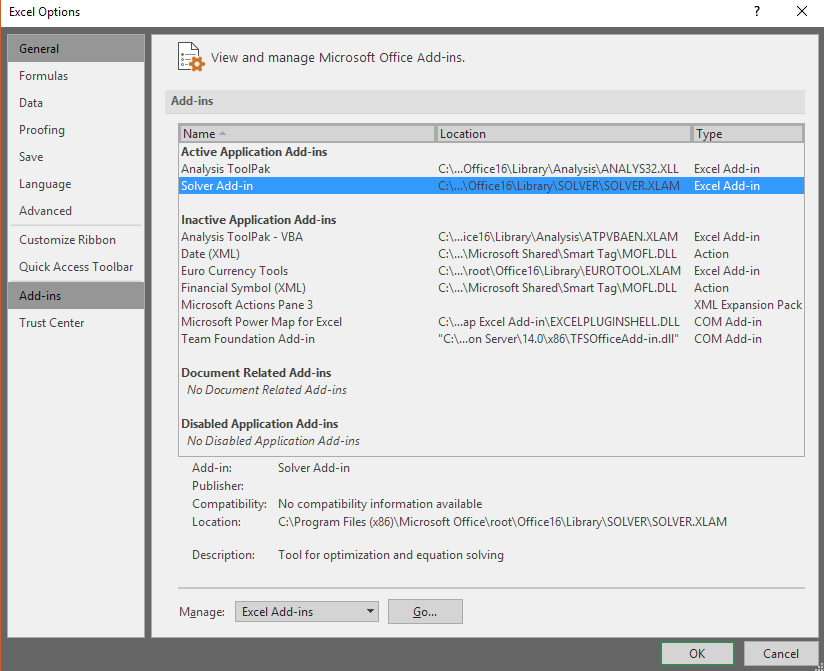 Excel Options
?
General
Formulas
Data
Proofing
Save
Language
Advanced
Customize Ribbon
Quick Access Toolbar
Add-ins
Trust Center
View and manage Microsoft Office Add-ins.
Add-ins
Name Location Type
Active Application Add-ins
Analysis ToolPak C:\...Office16\Library\Analysis\ANALYS32.XLL Excel Add-in
Solver Add-in C:\...\Office16\Library\SOLVER\SOLVER.XLAM Excel Add-in
Inactive Application Add-ins
Analysis ToolPak - VBA C:\...ice16\Library\Analysis\ATPVBAEN.XLAM Excel Add-in
Date (XML) C:\...\Microsoft Shared\Smart Tag\MOFL.DLL Action
Euro Currency Tools C:\...\root\Office16\Library\EUROTOOL.XLAM Excel Add-in
Financial Symbol (XML) C:\...\Microsoft Shared\Smart Tag\MOFL.DLL Action
Microsoft Actions Pane 3 XML Expansion Pack
Microsoft Power Map for Excel C:\...ap Excel Add-in\EXCELPLUGINSHELL.DLL COM Add-in
Team Foundation Add-in "C:\...on Server\14.0\x86\TFSOfficeAdd-in.dll" COM Add-in
Document Related Add-ins
No Document Related Add-ins
Disabled Application Add-ins
No Disabled Application Add-ins
Add-in: Solver Add-in
Publisher:
Compatibility: No compatibility information available
Location: C:\Program Files (x86)\Microsoft Office\root\Office16\Library\SOLVER\SOLVER.XLAM
Description: Tool for optimization and equation solving
Manage: Excel Add-ins Go...
OK Cancel